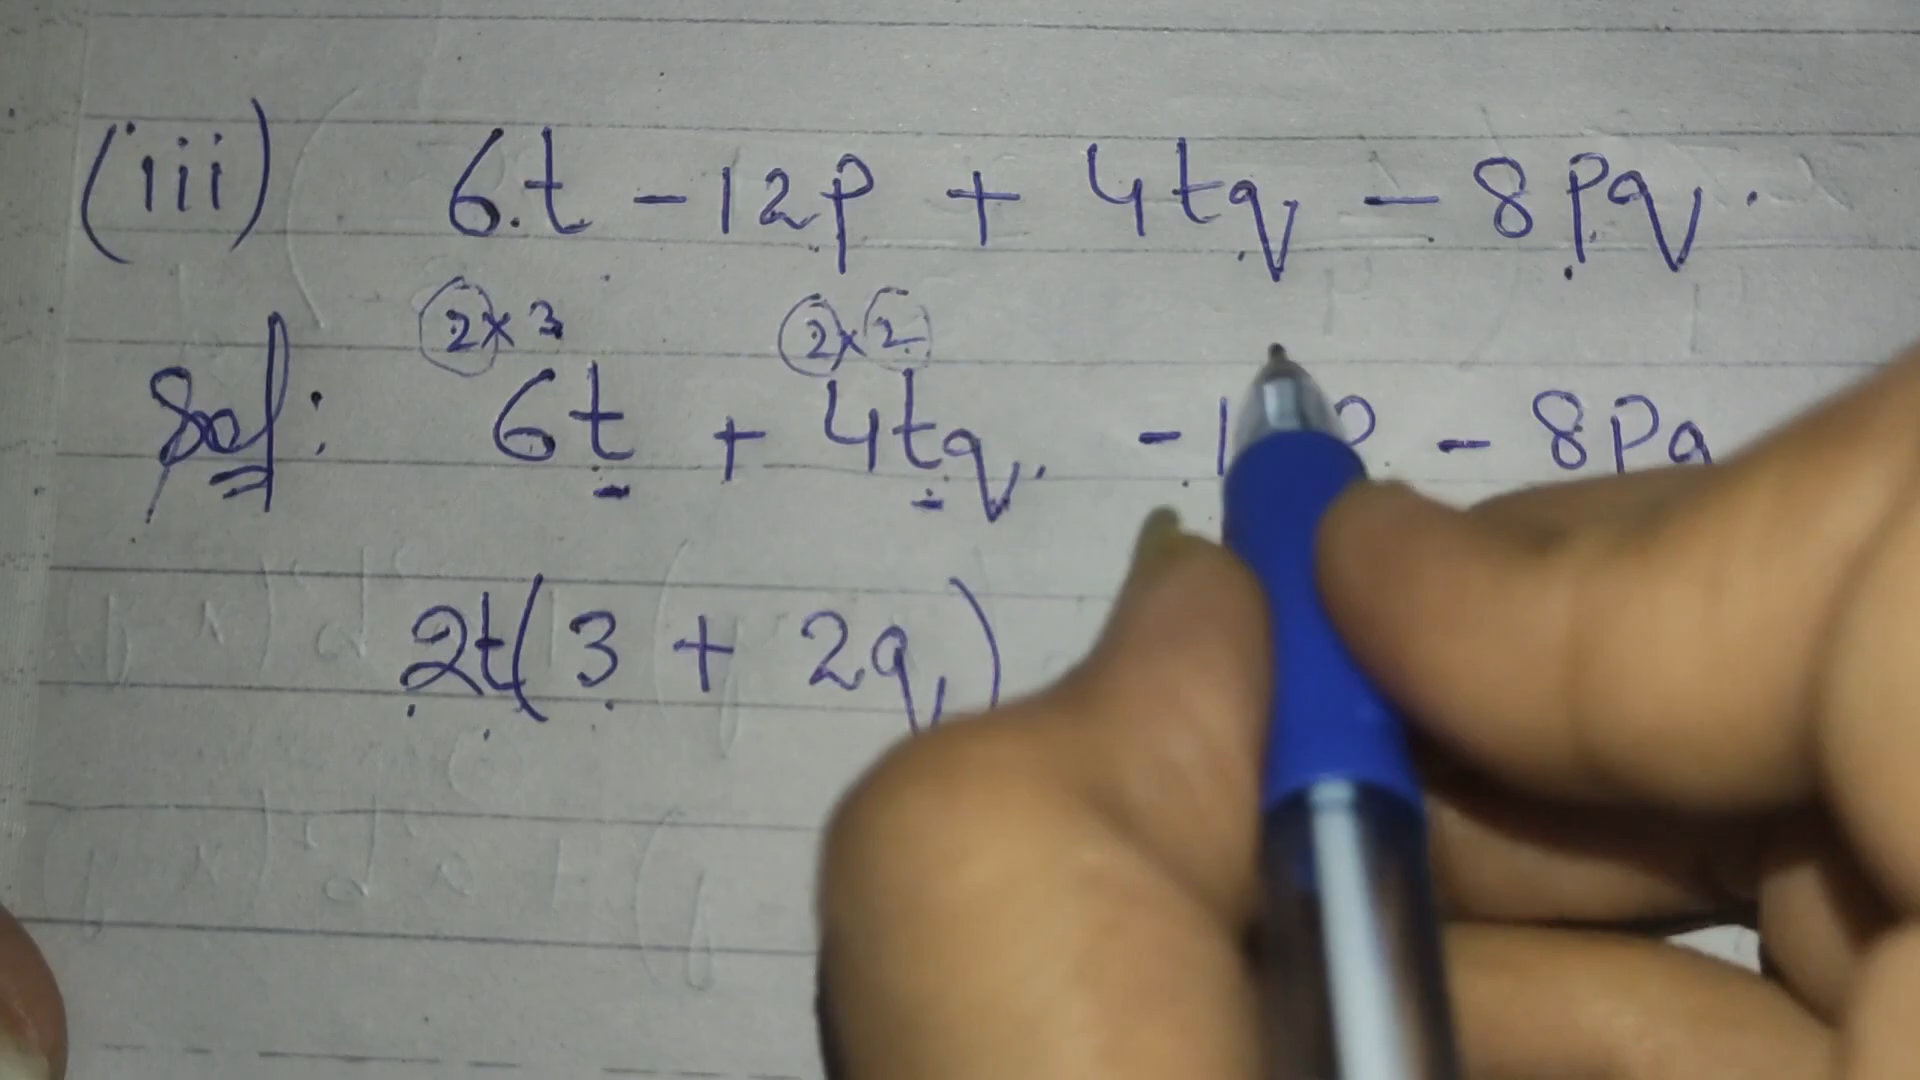 (iii) 6t - 12p + 4tq - 8pq.
2×3 2×2
Sol: 6t + 4tq - 8pq
2t(3 + 2q)